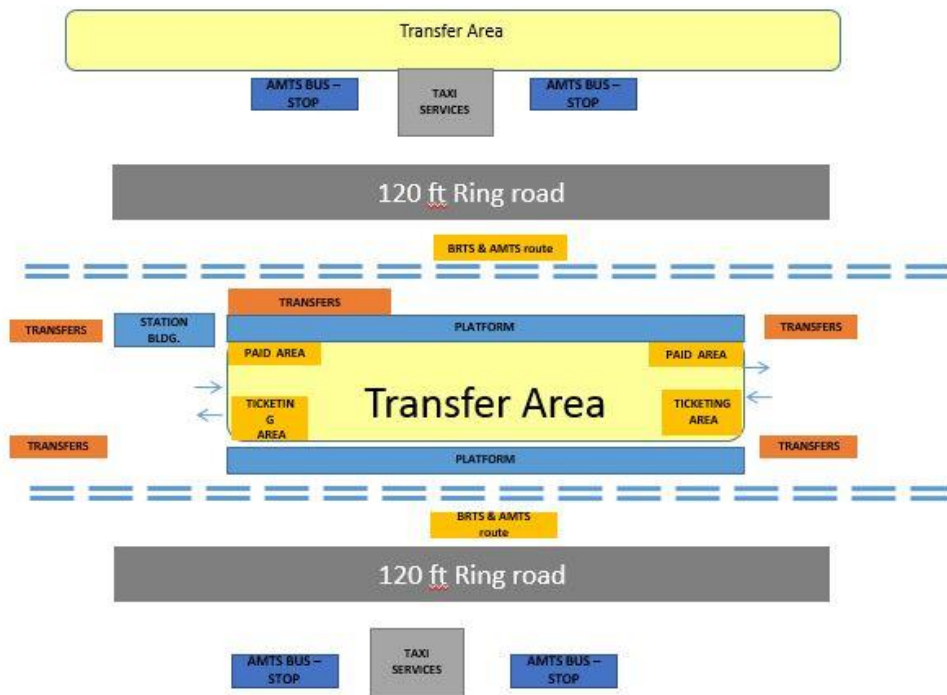 Transfer Area
AMTS BUS –
STOP
TAXI
SERVICES
AMTS BUS –
STOP
120 ft Ring road
BRTS & AMTS route
TRANSFERS
TRANSFERS
STATION
BLDG.
PLATFORM
TRANSFERS
PAID AREA
PAID AREA
Transfer Area
TICKETIN
G
AREA
TICKETING
AREA
TRANSFERS
TRANSFERS
PLATFORM
BRTS & AMTS
route
120 ft Ring road
AMTS BUS –
STOP
TAXI
SERVICES
AMTS BUS –
STOP